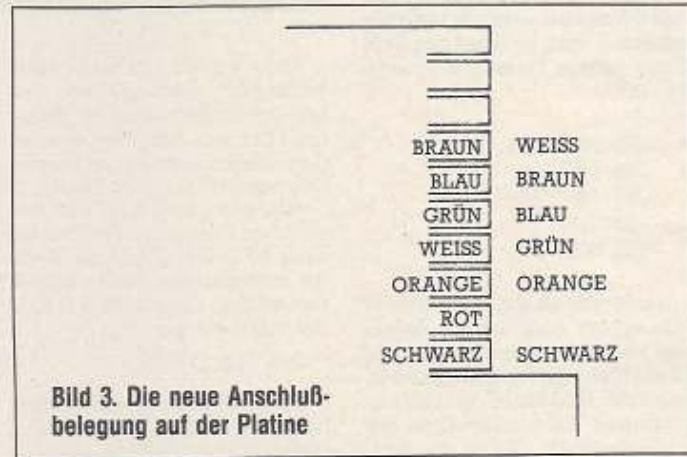 BRAUN WEISS
BLAU BRAUN
GRÜN BLAU
WEISS GRÜN
ORANGE ORANGE
ROT
SCHWARZ SCHWARZ
Bild 3. Die neue Anschluß-
belegung auf der Platine